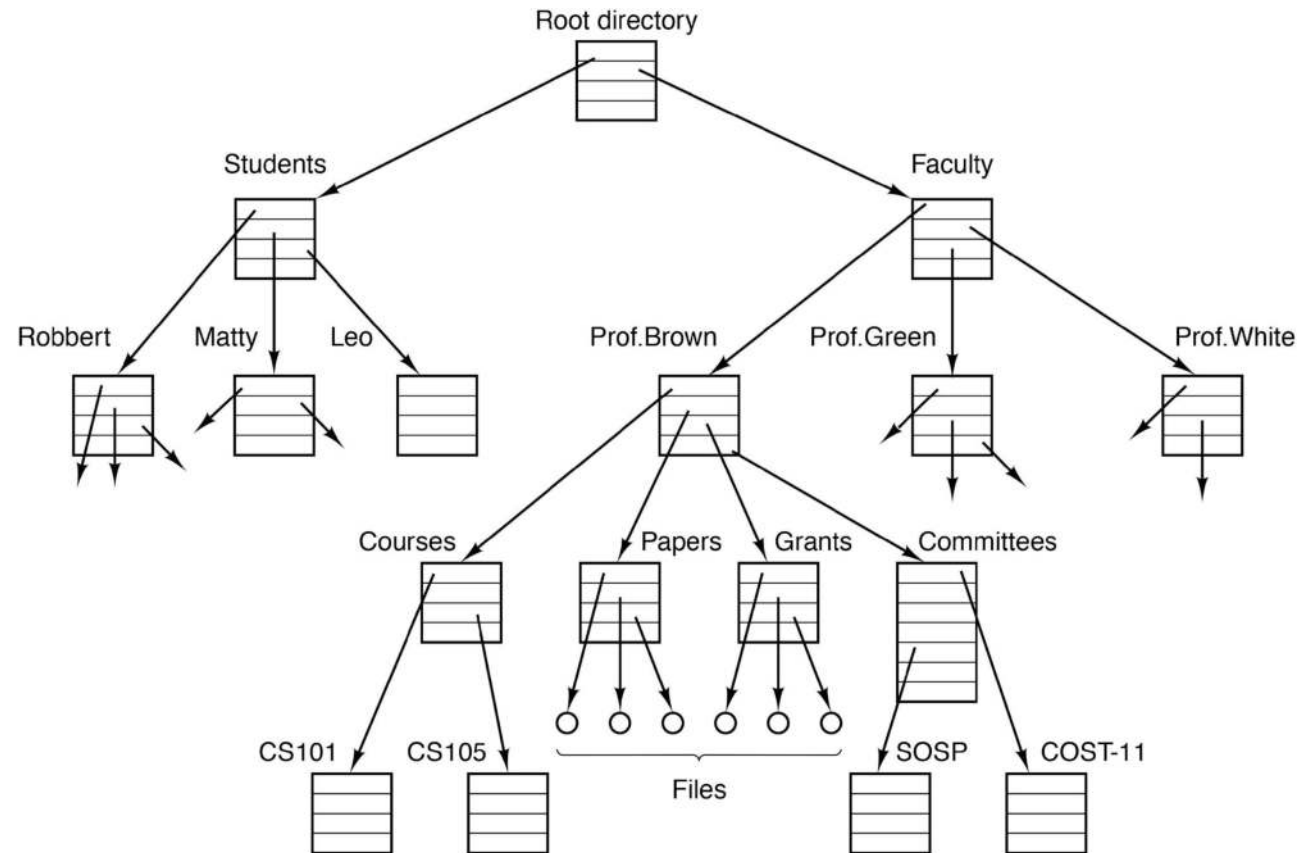 Root directory
Students
Faculty
Robbert
Matty
Leo
Prof.Brown
Prof.Green
Prof.White
Courses
Papers
Grants
Committees
CS101
CS105
SOSP
COST-11
Files